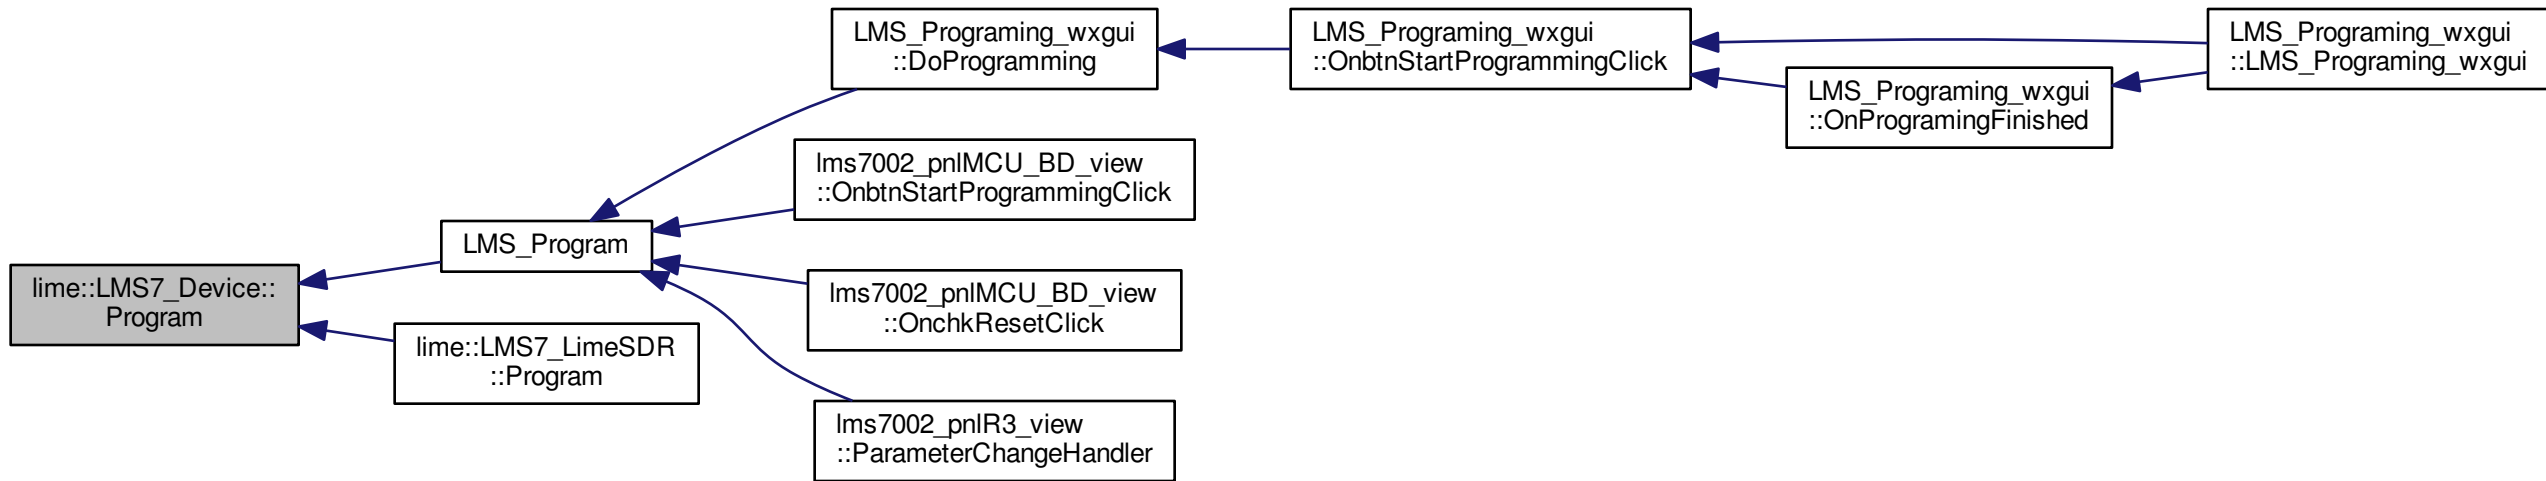 LMS_Programing_wxgui
::DoProgramming
LMS_Programing_wxgui
::OnbtnStartProgrammingClick
LMS_Programing_wxgui
::LMS_Programing_wxgui
LMS_Programing_wxgui
::OnProgramingFinished
lms7002_pnlMCU_BD_view
::OnbtnStartProgrammingClick
LMS_Program
lime::LMS7_Device::
Program
lms7002_pnlMCU_BD_view
::OnchkResetClick
lime::LMS7_LimeSDR
::Program
lms7002_pnlR3_view
::ParameterChangeHandler